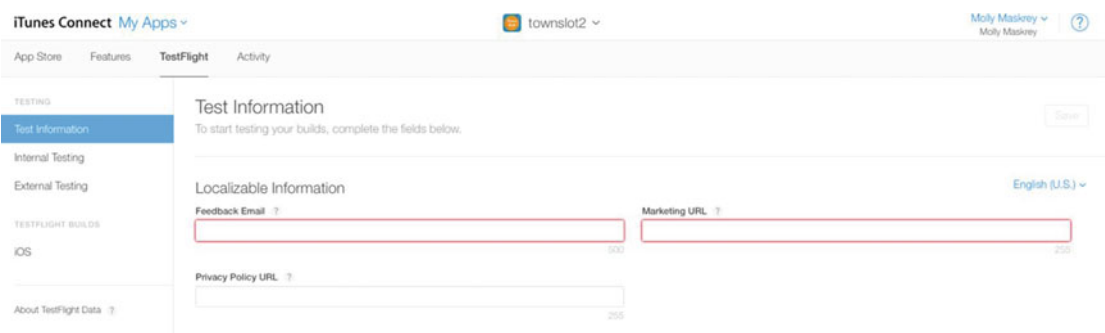 iTunes Connect My Apps townslot2 Molly Maskrey ?
Molly Maskrey
App Store Features TestFlight Activity
TESTING
Test Information
Internal Testing
External Testing
TESTFLIGHT BUILDS
iOS
About TestFlight Data ?
Test Information
To start testing your builds, complete the fields below.
Save
Localizable Information
English (U.S.)
Feedback Email ?
500
Marketing URL ?
255
Privacy Policy URL ?
255